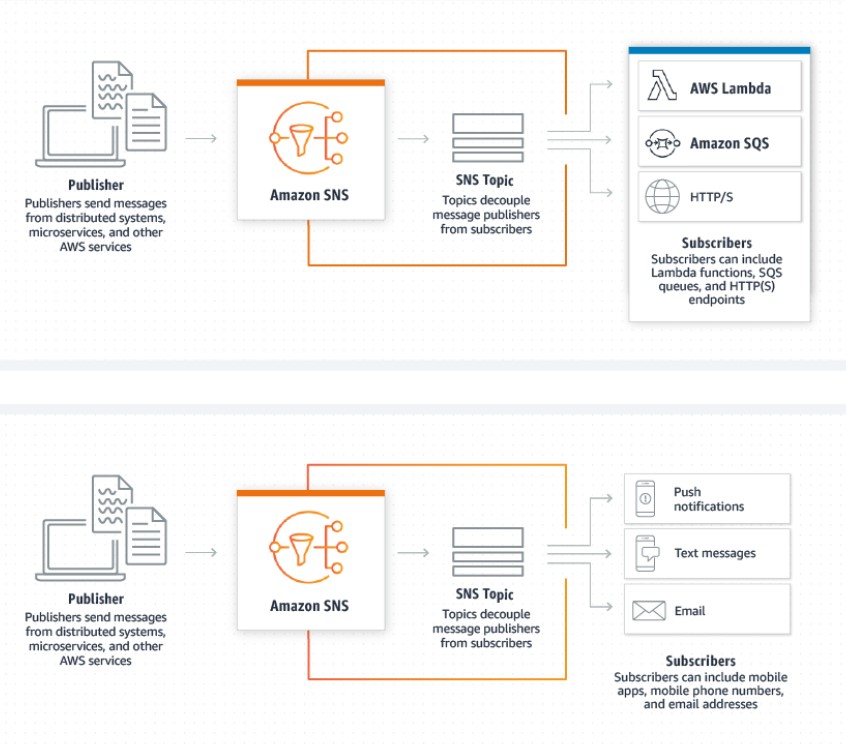 Publisher
Publishers send messages
from distributed systems,
microservices, and other
AWS services
Amazon SNS
SNS Topic
Topics decouple
message publishers
from subscribers
AWS Lambda
Amazon SQS
HTTP/S
Subscribers
Subscribers can include
Lambda functions, SQS
queues, and HTTP(S)
endpoints
Publisher
Publishers send messages
from distributed systems,
microservices, and other
AWS services
Amazon SNS
SNS Topic
Topics decouple
message publishers
from subscribers
Push
notifications
Text messages
Email
Subscribers
Subscribers can include mobile
apps, mobile phone numbers,
and email addresses